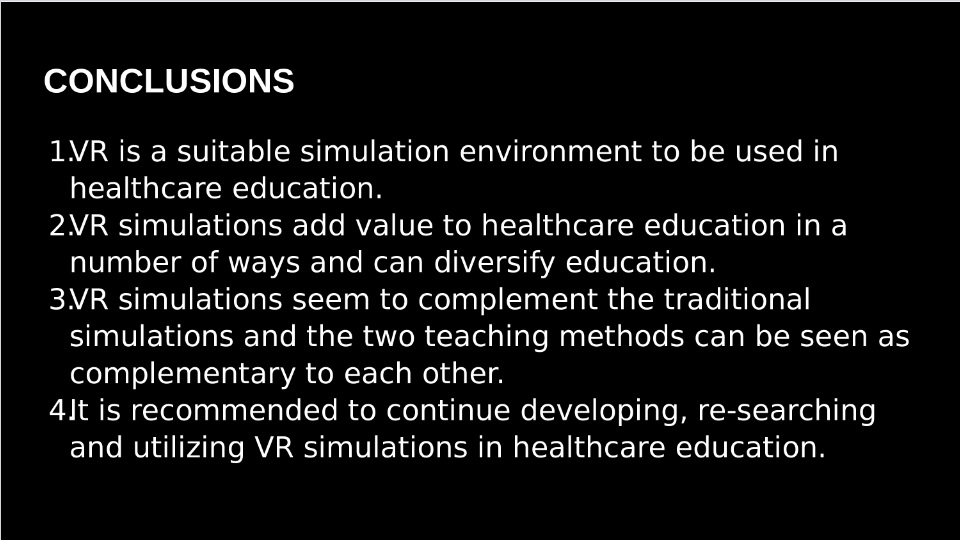 CONCLUSIONS
1.VR is a suitable simulation environment to be used in
healthcare education.
2.VR simulations add value to healthcare education in a
number of ways and can diversify education.
3.VR simulations seem to complement the traditional
simulations and the two teaching methods can be seen as
complementary to each other.
4.It is recommended to continue developing, re-searching
and utilizing VR simulations in healthcare education.